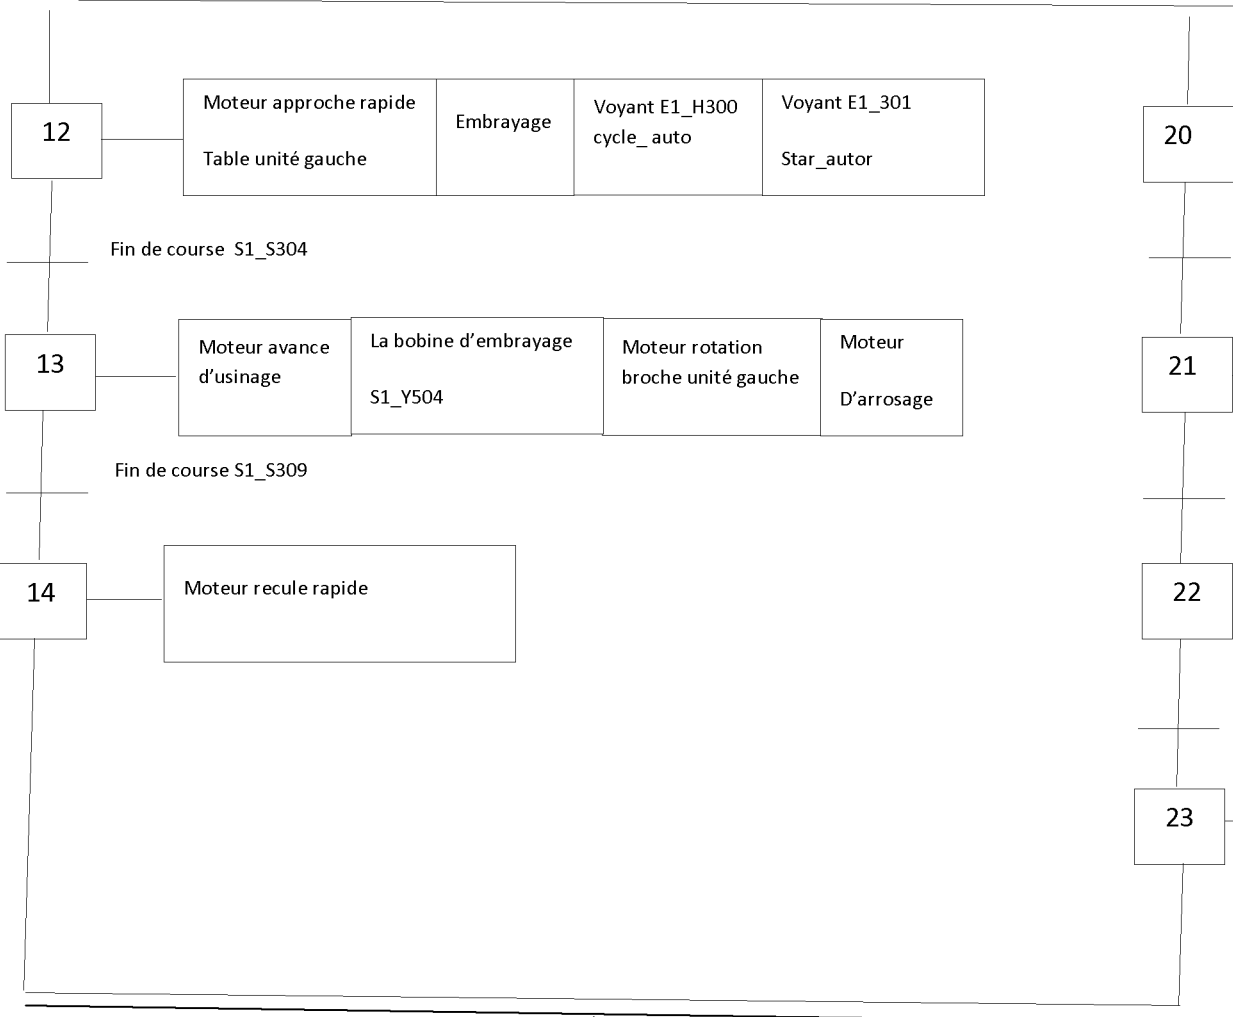 12
Moteur approche rapide
Table unité gauche
Embrayage
Voyant E1_H300
cycle_ auto
Voyant E1_301
Star_autor
20
Fin de course  S1_S304
13
Moteur avance
d’usinage
La bobine d’embrayage
S1_Y504
Moteur rotation
broche unité gauche
Moteur
D’arrosage
21
Fin de course S1_S309
14
Moteur recule rapide
22
23